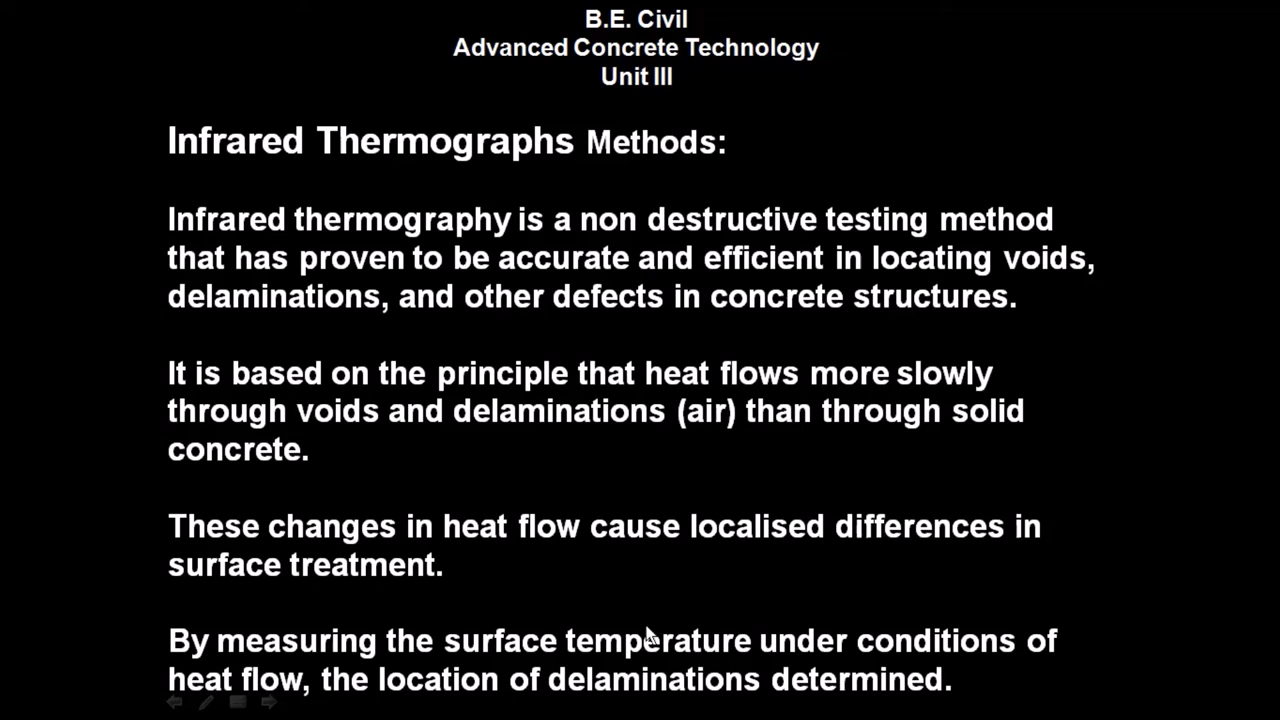 B.E. Civil
Advanced Concrete Technology
Unit III
Infrared Thermographs Methods:
Infrared thermography is a non destructive testing method
that has proven to be accurate and efficient in locating voids,
delaminations, and other defects in concrete structures.
It is based on the principle that heat flows more slowly
through voids and delaminations (air) than through solid
concrete.
These changes in heat flow cause localised differences in
surface treatment.
By measuring the surface temperature under conditions of
heat flow, the location of delaminations determined.